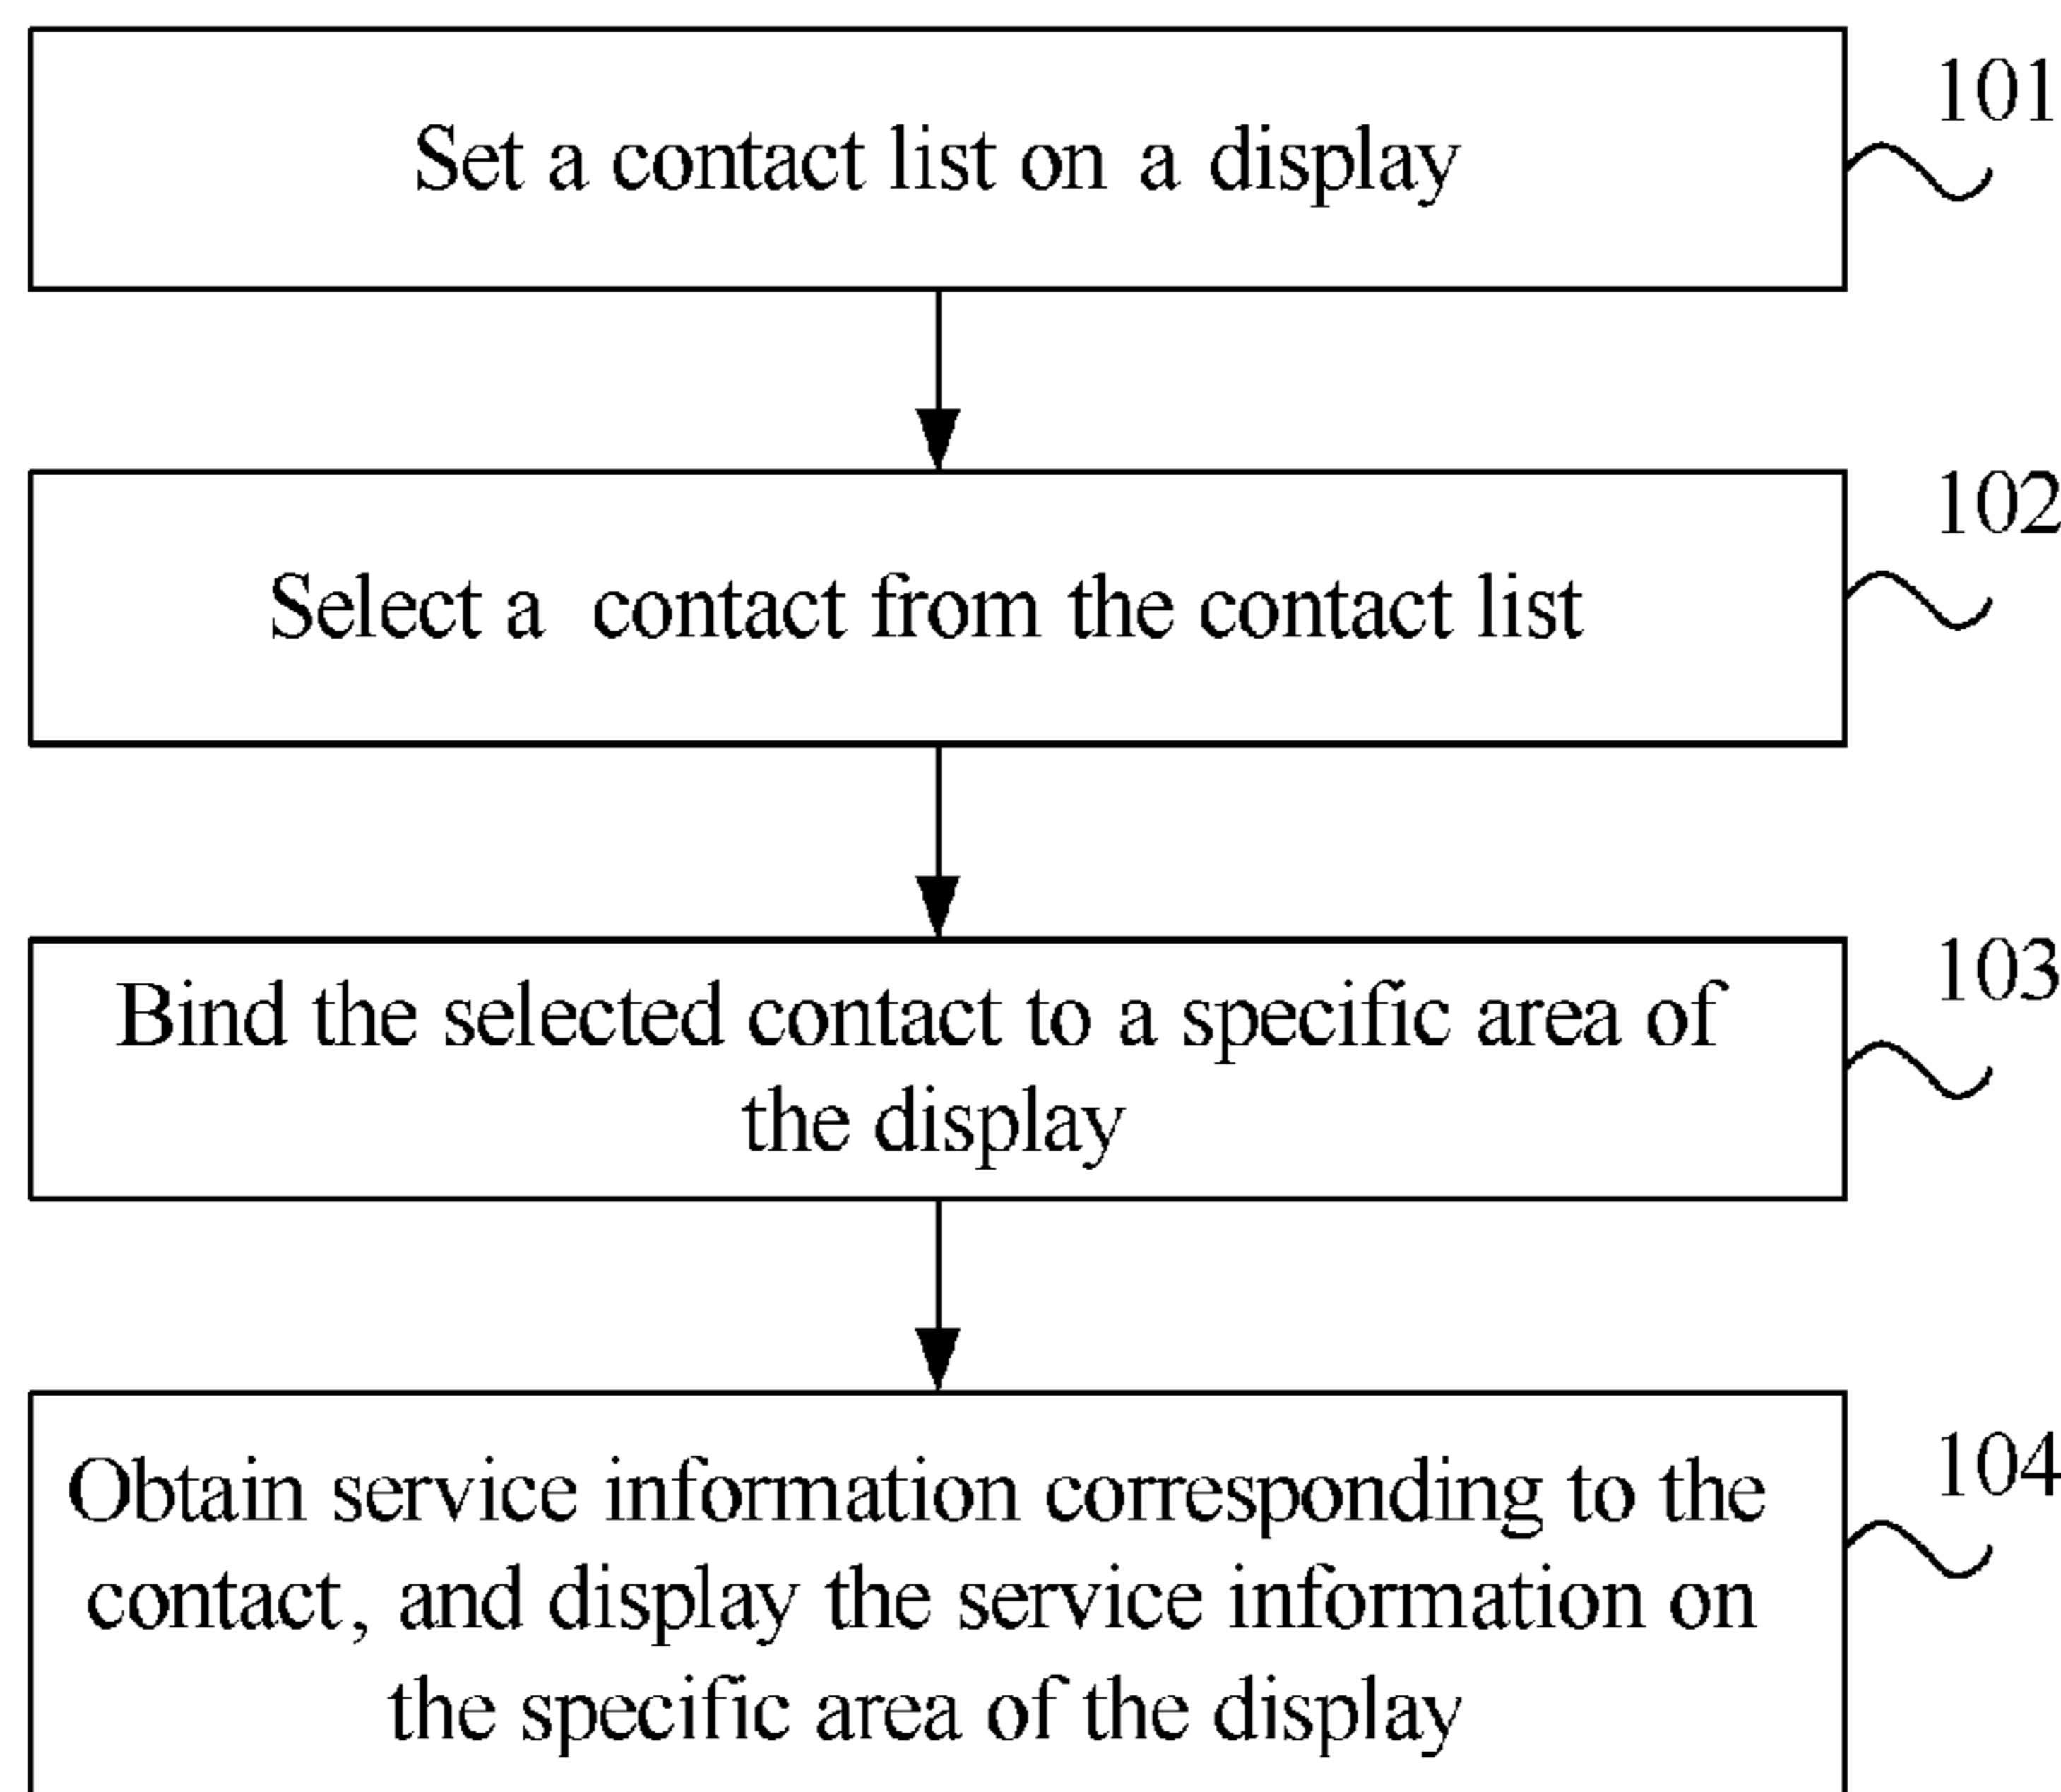 101
Set a contact list on a display
102
Select a contact from the contact list
103
Bind the selected contact to a specific area of
the display
104
Obtain service information corresponding to the
contact, and display the service information on
the specific area of the display